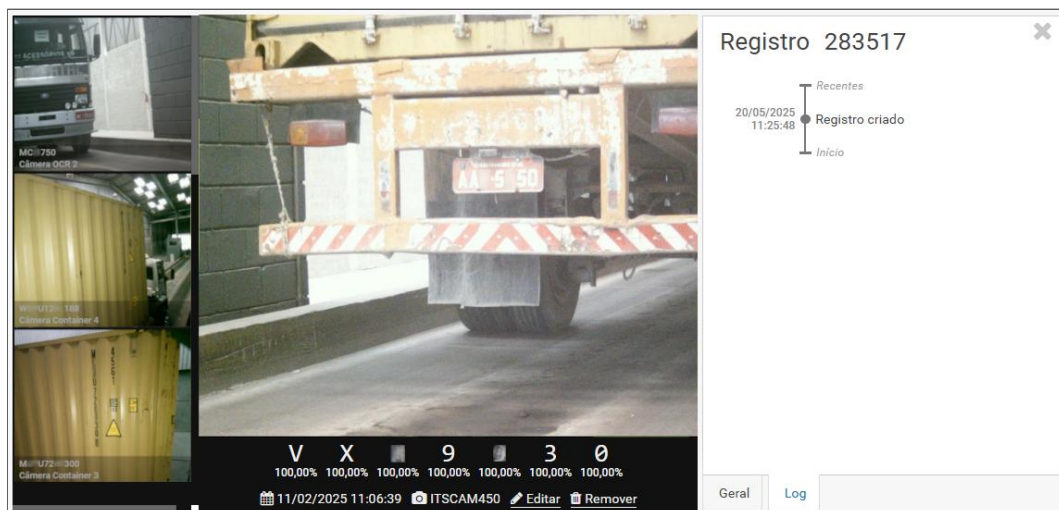 ACESSÓRIOS
Câmera OCR 2
Câmera Container 4
Câmera Container 3
V X 9 3 0
100,00% 100,00% 100,00% 100,00% 100,00% 100,00% 100,00%
11/02/2025 11:06:39 ITSCAM450 Editar Remover
Registro 283517
Recentes
20/05/2025
11:25:48
Registro criado
Início
Geral Log